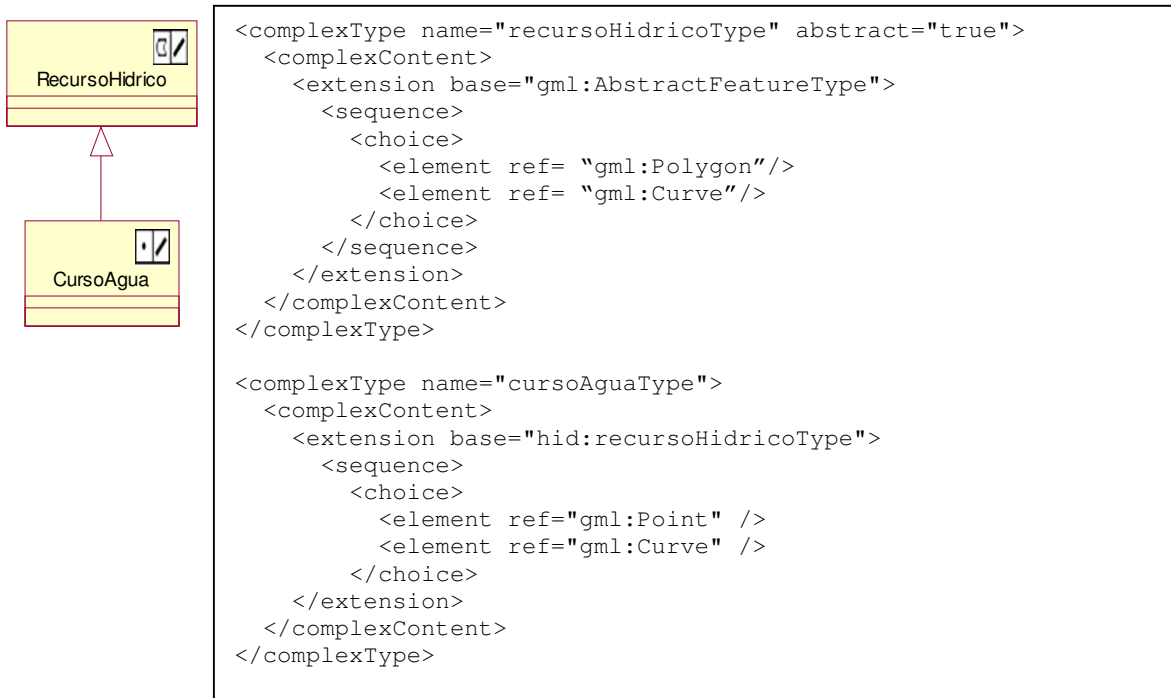 RecursoHidrico
CursoAgua
<complexType name="recursoHidricoType" abstract="true">
  <complexContent>
    <extension base="gml:AbstractFeatureType">
      <sequence>
        <choice>
          <element ref= “gml:Polygon”/>
          <element ref= “gml:Curve”/>
        </choice>
      </sequence>
    </extension>
  </complexContent>
</complexType>

<complexType name="cursoAguaType">
  <complexContent>
    <extension base="hid:recursoHidricoType">
      <sequence>
        <choice>
          <element ref="gml:Point" />
          <element ref="gml:Curve" />
        </choice>
    </extension>
  </complexContent>
</complexType>